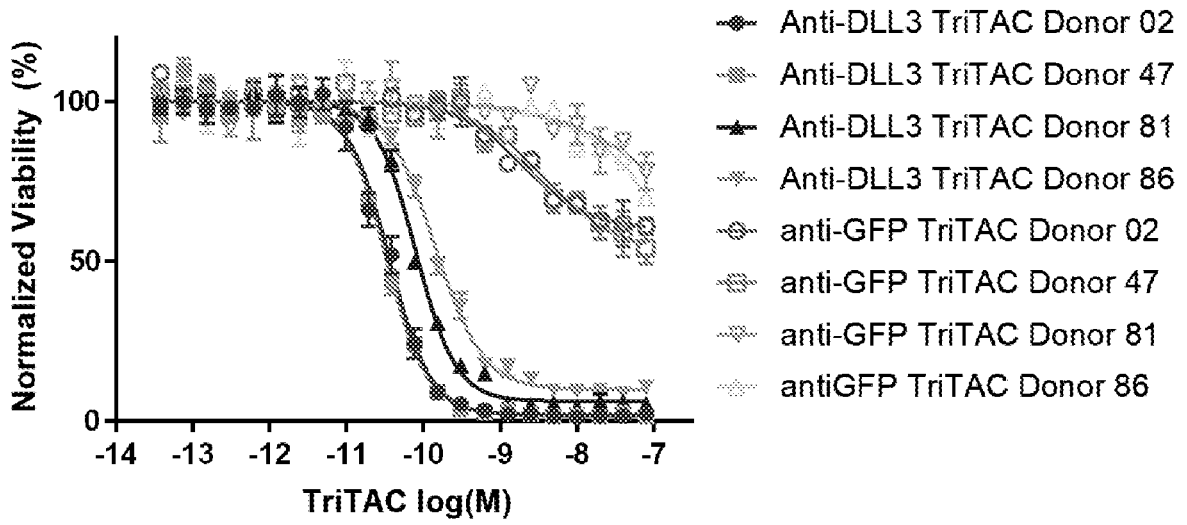 Normalized Viability (%)
100
50
0
-14 -13 -12 -11 -10 -9 -8 -7
TriTAC log(M)
Anti-DLL3 TriTAC Donor 02
Anti-DLL3 TriTAC Donor 47
Anti-DLL3 TriTAC Donor 81
Anti-DLL3 TriTAC Donor 86
anti-GFP TriTAC Donor 02
anti-GFP TriTAC Donor 47
anti-GFP TriTAC Donor 81
antiGFP TriTAC Donor 86